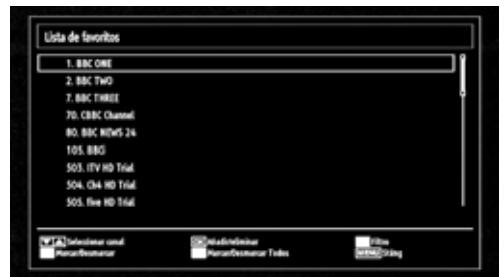 Lista de favoritos
1. BBC ONE
2. BBC TWO
7. BBC THREE
70. CBBC Channel
80. BBC NEWS 24
105. BBCi
503. ITV HD Trial
504. Ch4 HD Trial
505. five HD Trial
Seleccionar canal
OK Añadir/eliminar
Filtro
Marcar/Desmarcar
Marcar/Desmarcar Todos
MENU